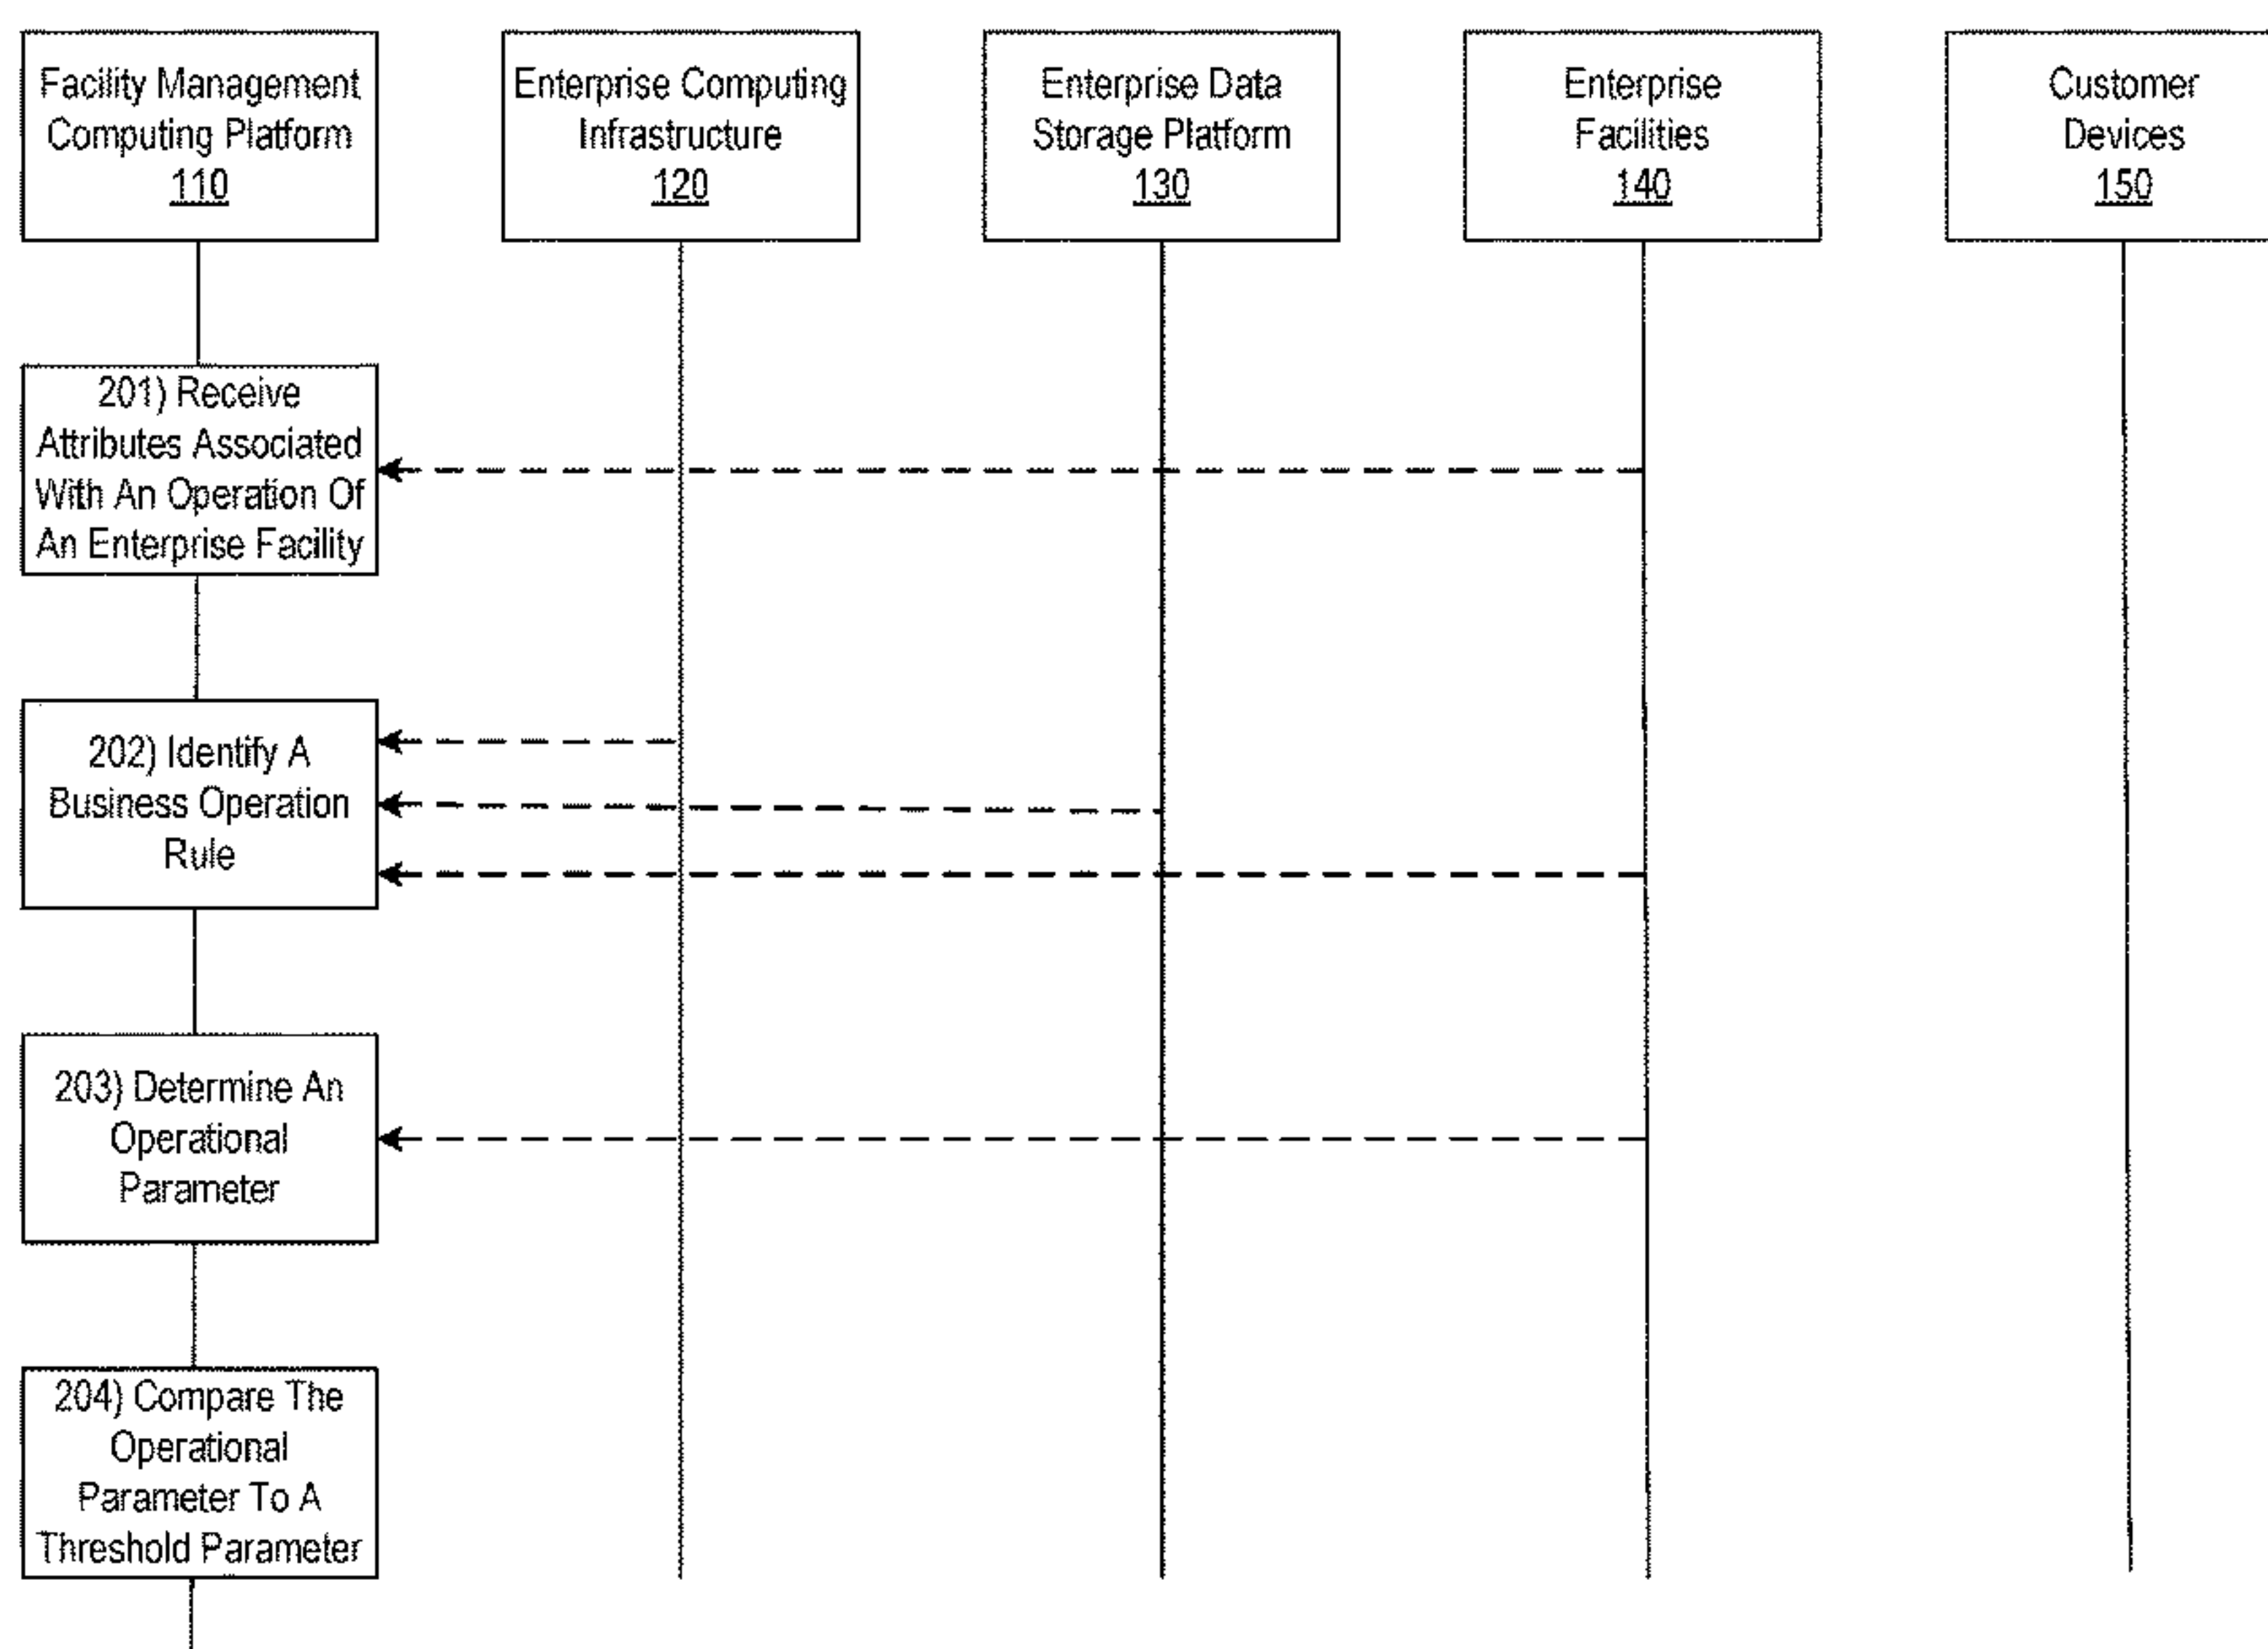 Facility Management
Computing Platform
110
Enterprise Computing
Infrastructure
120
Enterprise Data
Storage Platform
130
Enterprise
Facilities
140
Customer
Devices
150
201) Receive
Attributes Associated
With An Operation Of
An Enterprise Facility
202) Identify A
Business Operation
Rule
203) Determine An
Operational
Parameter
204) Compare The
Operational
Parameter To A
Threshold Parameter